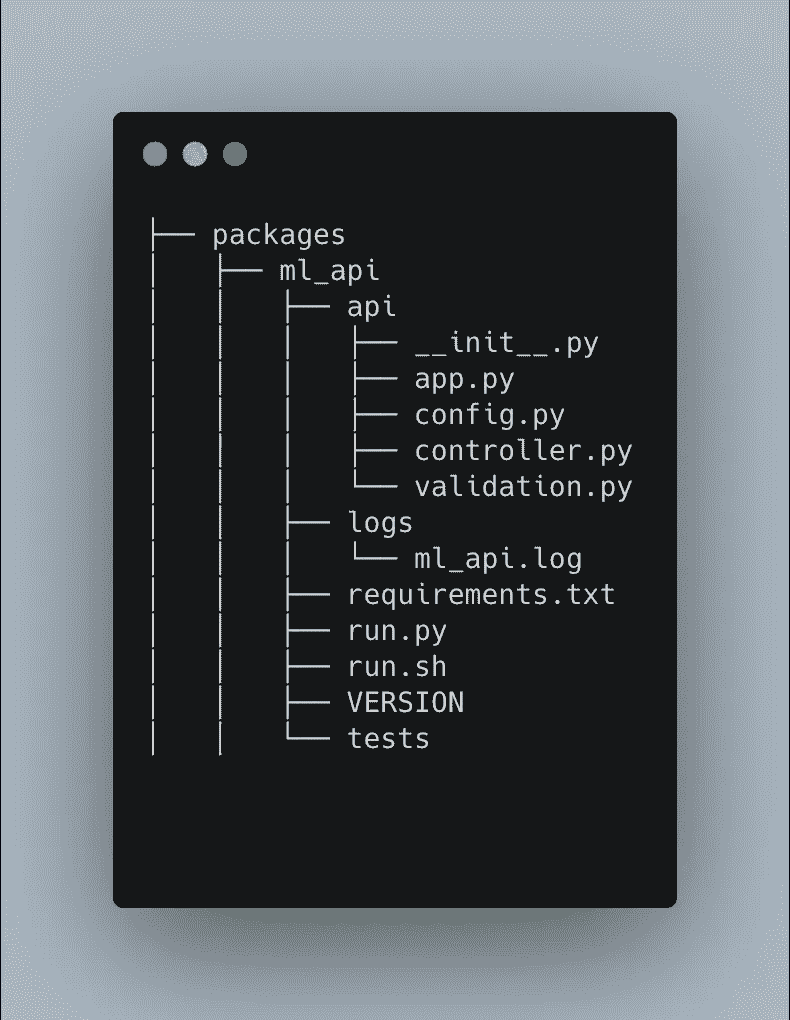 ├── packages
│   ├── ml_api
│   │   ├── api
│   │   │   ├── __init__.py
│   │   │   ├── app.py
│   │   │   ├── config.py
│   │   │   ├── controller.py
│   │   │   └── validation.py
│   │   ├── logs
│   │   │   └── ml_api.log
│   │   ├── requirements.txt
│   │   ├── run.py
│   │   ├── run.sh
│   │   ├── VERSION
│   │   └── tests